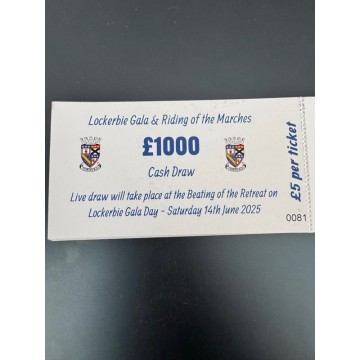 Lockerbie Gala & Riding of the Marches
£1000
Cash Draw
Live draw will take place at the Beating of the Retreat on
Lockerbie Gala Day - Saturday 14th June 2025
£5 per ticket
0081